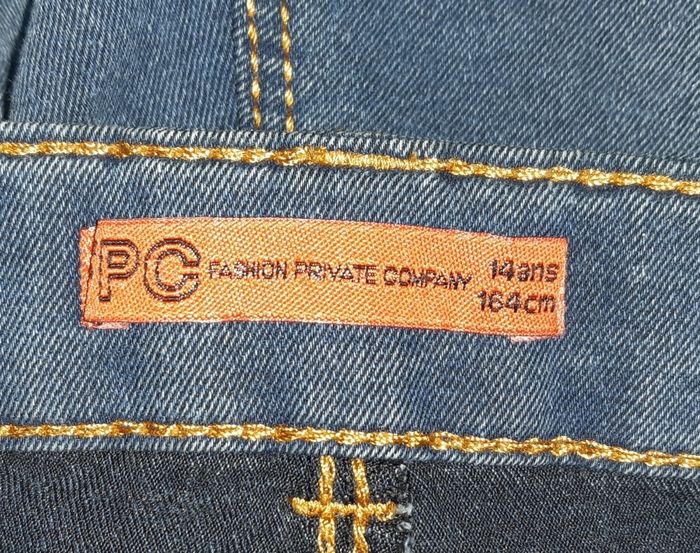 PC FASHION PRIVATE COMPANY
14ans
164cm